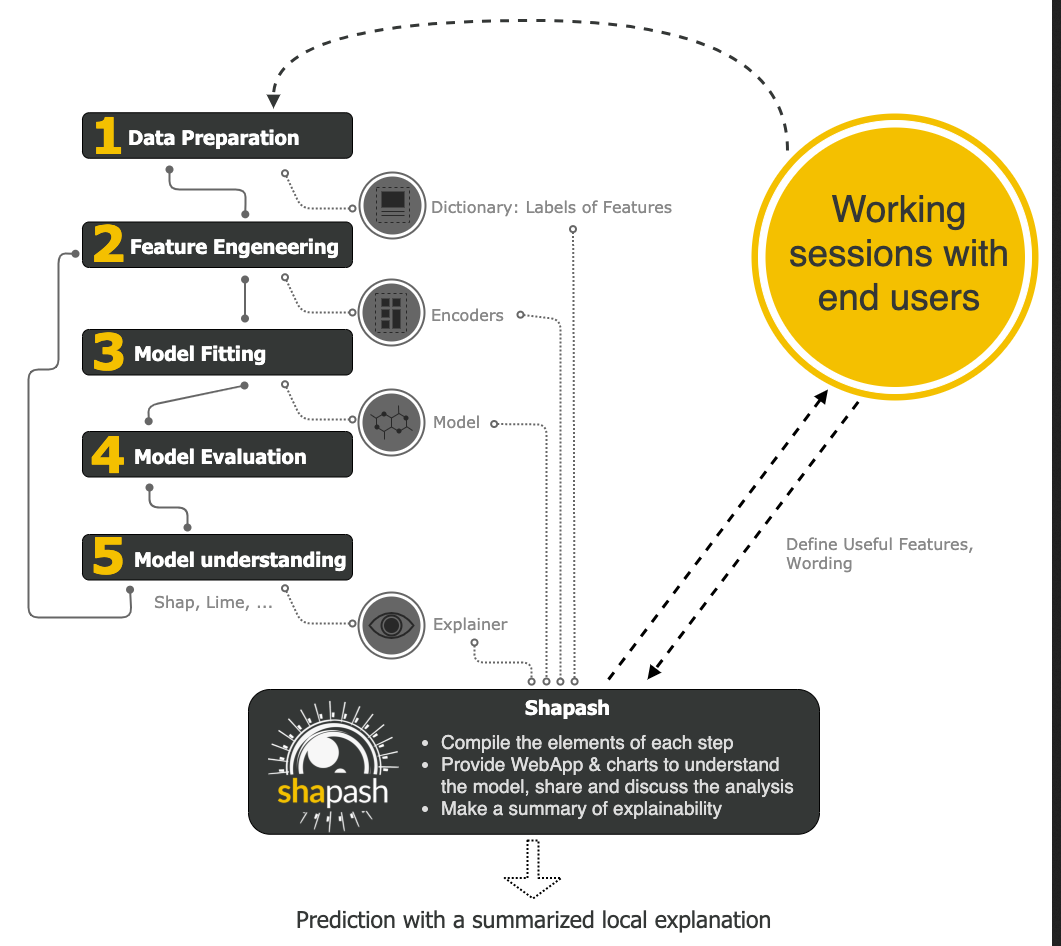 1 Data Preparation
Dictionary: Labels of Features
2 Feature Engeneering
Encoders
3 Model Fitting
Model
4 Model Evaluation
5 Model understanding
Shap, Lime, ...
Explainer
Working
sessions with
end users
Define Useful Features,
Wording
Shapash
shapash
• Compile the elements of each step
• Provide WebApp & charts to understand
the model, share and discuss the analysis
• Make a summary of explainability
Prediction with a summarized local explanation